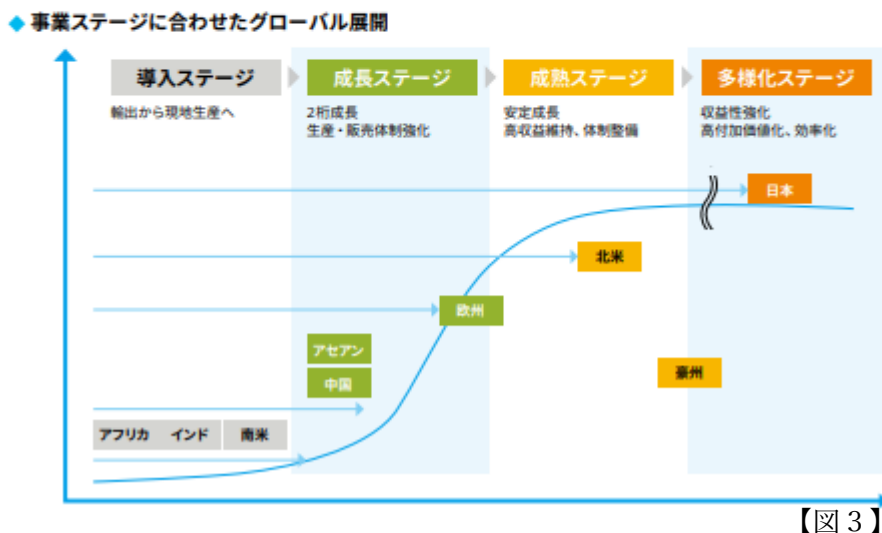 ◆ 事業ステージに合わせたグローバル展開
導入ステージ
成長ステージ
成熟ステージ
多様化ステージ
輸出から現地生産へ
2桁成長
生産・販売体制強化
安定成長
高収益維持、体制整備
収益性強化
高付加価値化、効率化
日本
北米
欧州
アセアン
中国
豪州
アフリカ インド 南米
【図３】